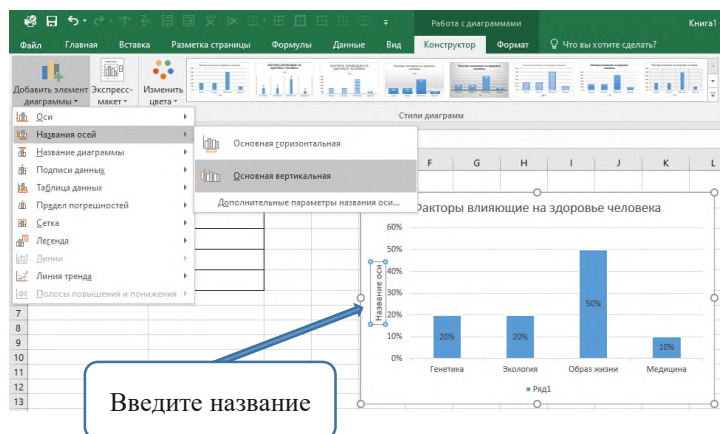 Работа с диаграммами
Книга1
Файл Главная Вставка Разметка страницы Формулы Данные Вид Конструктор Формат Что вы хотите сделать?
Добавить элемент диаграммы Экспресс-макет Изменить цвета
Стили диаграмм
Оси
Названия осей
Название диаграммы
Подписи данных
Таблица данных
Предел погрешностей
Сетка
Легенда
Линии
Линия тренда
Полосы повышения и понижения
Основная горизонтальная
Основная вертикальная
Дополнительные параметры названия оси...
F G H I J K L
7
8
9
10
11
12
13
Факторы влияющие на здоровье человека
Название оси
60%
50%
40%
30%
20%
10%
0%
20% 20% 50% 10%
Генетика Экология Образ жизни Медицина
Ряд1
Введите название